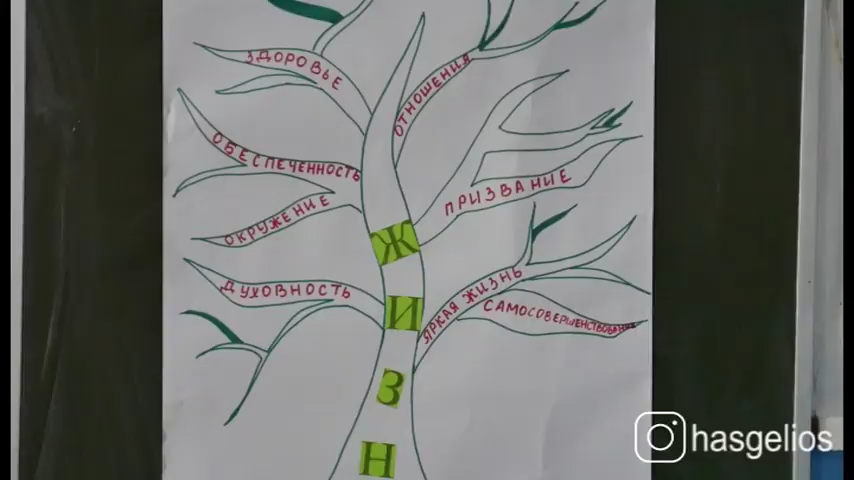 ЗДОРОВЬЕ
ОТНОШЕНИЯ
ОБЕСПЕЧЕННОСТЬ
ПРИЗВАНИЕ
ОКРУЖЕНИЕ
ДУХОВНОСТЬ
ЯРКАЯ ЖИЗНЬ
САМОСОВЕРШЕНСТВОВАНИЕ
Ж
И
З
Н
hasgelios